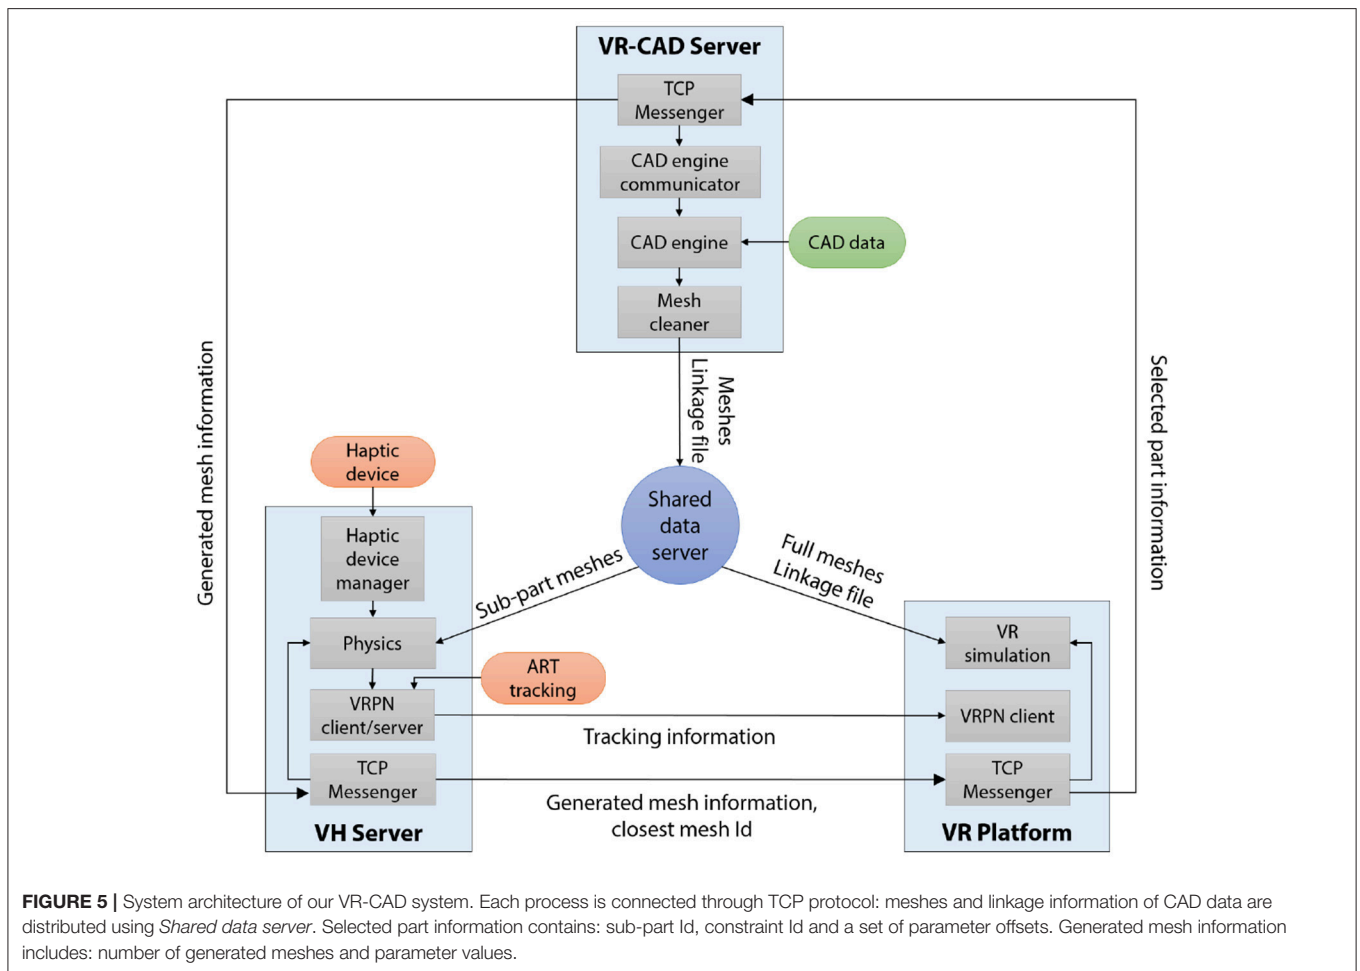 VR-CAD Server
TCP
Messenger
CAD engine
communicator
CAD engine
CAD data
Mesh
cleaner
Meshes
Linkage file
Generated mesh information
Selected part information
Haptic
device
Shared
data
server
Haptic
device
manager
Sub-part meshes
Full meshes
Linkage file
Physics
VR
simulation
ART
tracking
VRPN
client/server
VRPN client
Tracking information
TCP
Messenger
TCP
Messenger
Generated mesh information,
closest mesh Id
VH Server
VR Platform
FIGURE 5 | System architecture of our VR-CAD system. Each process is connected through TCP protocol: meshes and linkage information of CAD data are
distributed using Shared data server. Selected part information contains: sub-part Id, constraint Id and a set of parameter offsets. Generated mesh information
includes: number of generated meshes and parameter values.